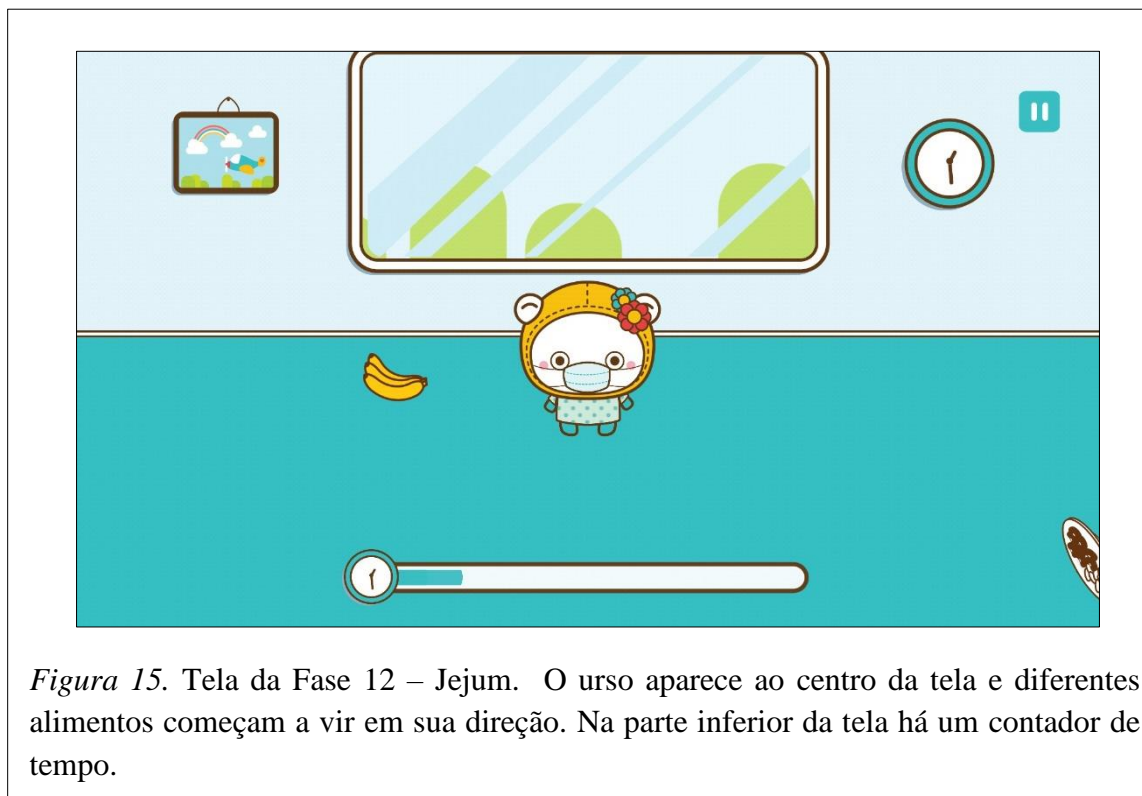 Figura 15. Tela da Fase 12 – Jejum. O urso aparece ao centro da tela e diferentes
alimentos começam a vir em sua direção. Na parte inferior da tela há um contador de
tempo.